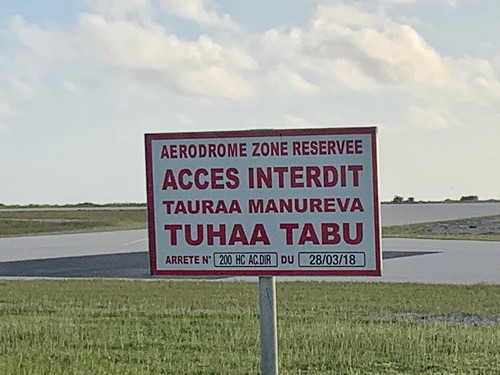 AERODROME ZONE RESERVEE
ACCES INTERDIT
TAURAA MANUREVA
TUHAA TABU
ARRETE N° 200 HC AC.DIR DU 28/03/18